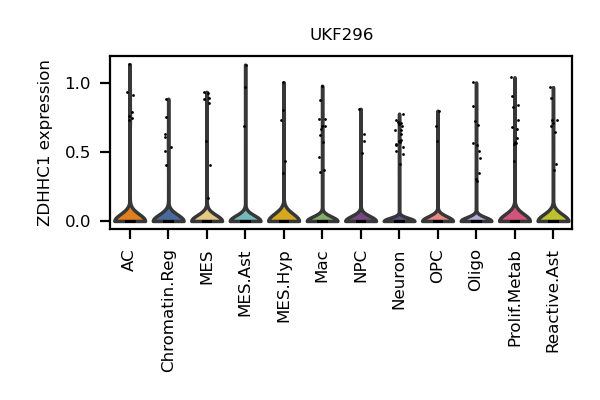 UKF296
ZDHHC1 expression
1.0
0.5
0.0
AC
Chromatin.Reg
MES
MES.Ast
MES.Hyp
Mac
NPC
Neuron
OPC
Oligo
Prolif.Metab
Reactive.Ast